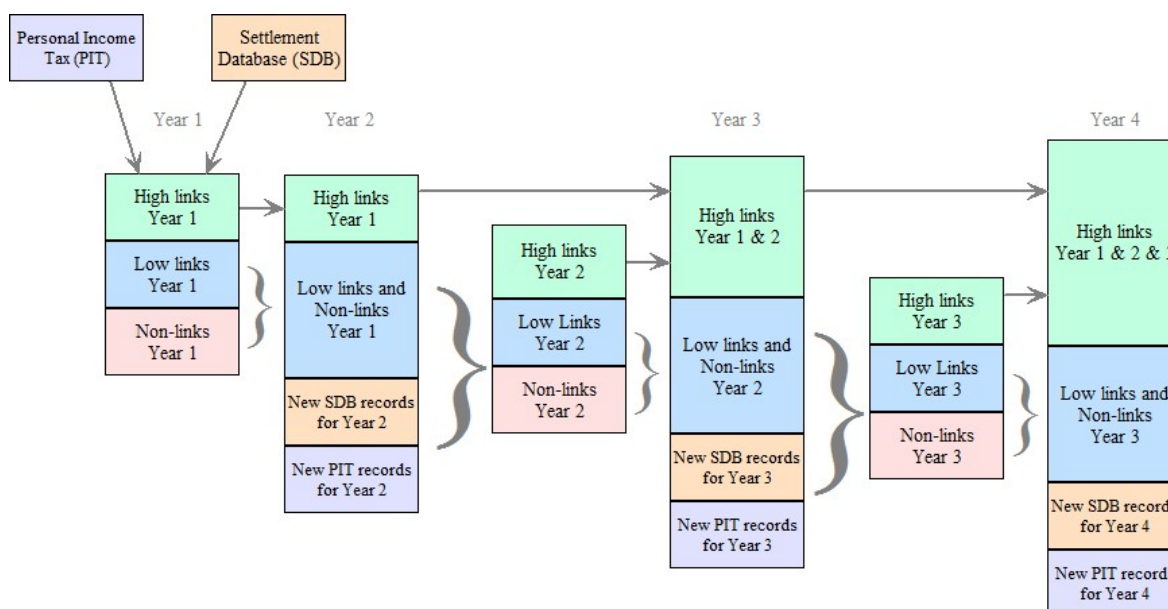 Personal Income
Tax (PIT)
Settlement
Database (SDB)
Year 1
Year 2
Year 3
Year 4
High links
Year 1
Low links
Year 1
Non-links
Year 1
High links
Year 1
Low links and
Non-links
Year 1
New SDB records
for Year 2
New PIT records
for Year 2
High links
Year 2
Low Links
Year 2
Non-links
Year 2
High links
Year 1 & 2
Low links and
Non-links
Year 2
New SDB records
for Year 3
New PIT records
for Year 3
High links
Year 3
Low Links
Year 3
Non-links
Year 3
High links
Year 1 & 2 &
Low links and
Non-links
Year 3
New SDB record
for Year 4
New PIT record
for Year 4